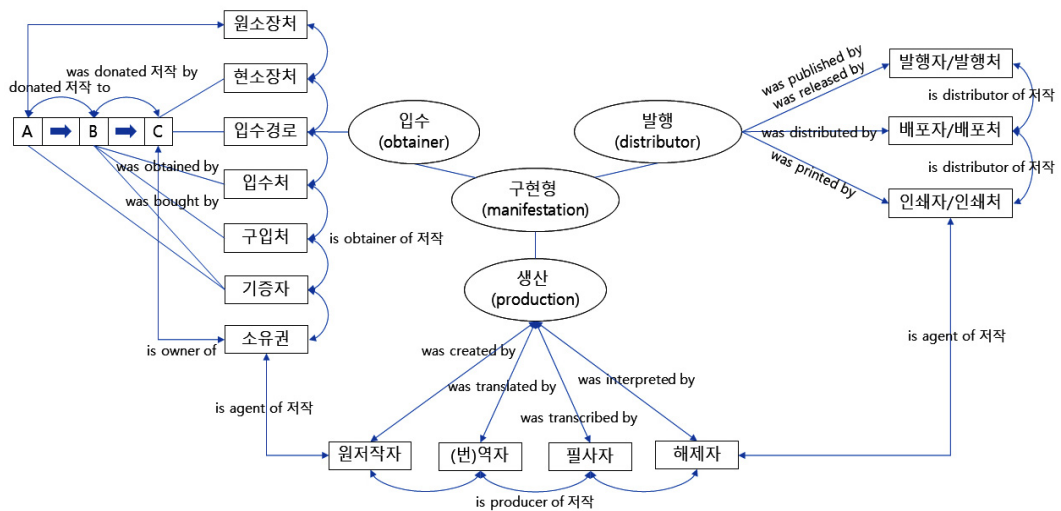 원소장처
was donated 저작 by
현소장처
donated 저작 to
A
B
C
입수경로
was obtained by
입수처
was bought by
구입처
is obtainer of 저작
기증자
소유권
is owner of
is agent of 저작
입수
(obtainer)
발행
(distributor)
구현형
(manifestation)
생산
(production)
was published by
was released by
발행자/발행처
is distributor of 저작
was distributed by
배포자/배포처
is distributor of 저작
was printed by
인쇄자/인쇄처
is agent of 저작
was created by
was translated by
was interpreted by
was transcribed by
원저작자
(번)역자
필사자
해제자
is producer of 저작